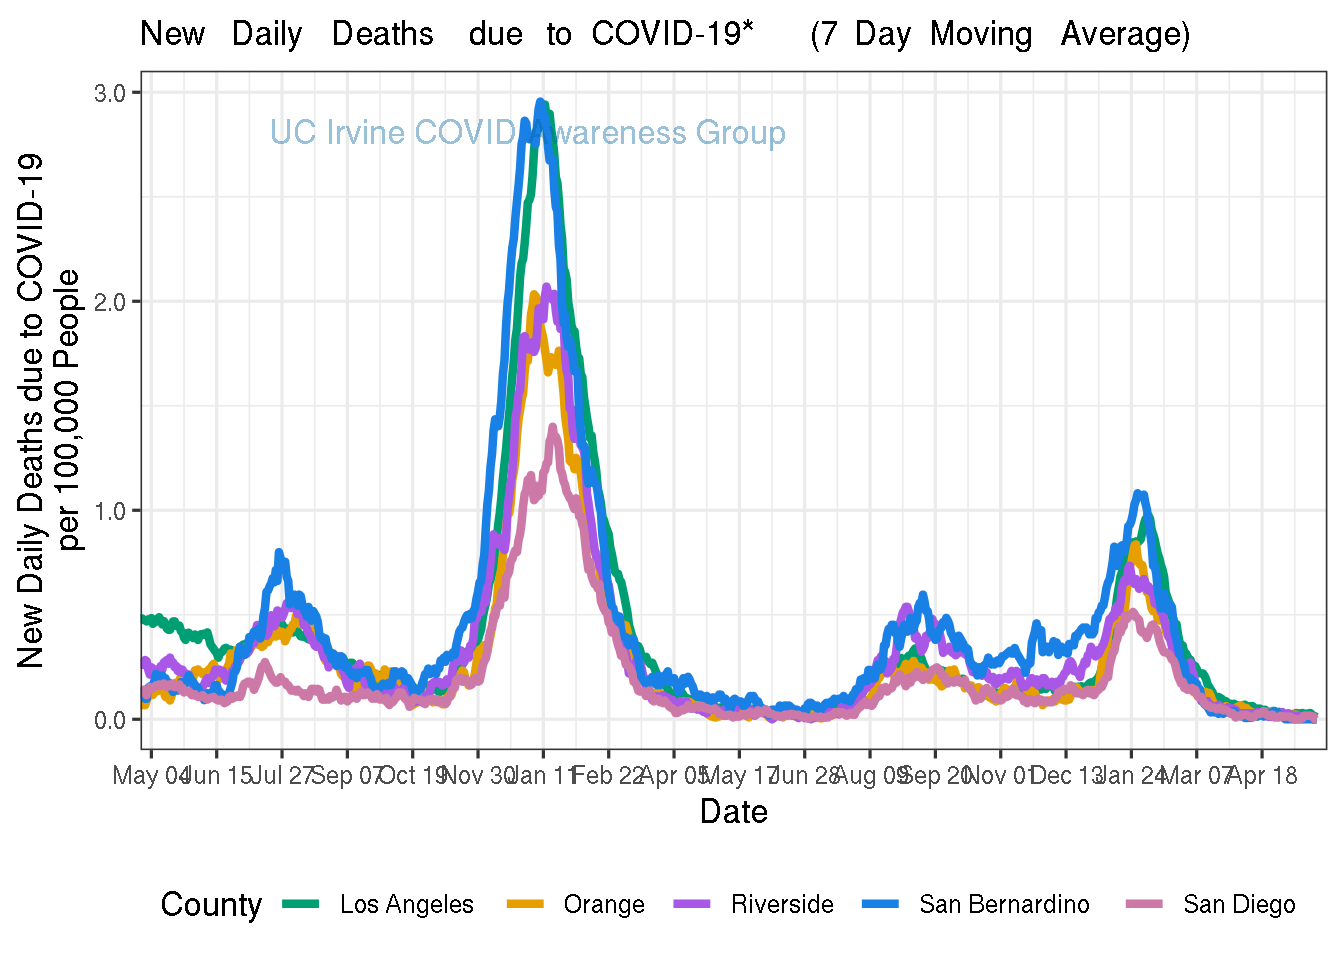 New Daily Deaths due to COVID-19* (7 Day Moving Average)
UC Irvine COVID Awareness Group
New Daily Deaths due to COVID-19
per 100,000 People
3.0
2.0
1.0
0.0
May 04 Jun 15 Jul 27 Sep 07 Oct 19 Nov 30 Jan 11 Feb 22 Apr 05 May 17 Jun 28 Aug 09 Sep 20 Nov 01 Dec 13 Jan 24 Mar 07 Apr 18
Date
County Los Angeles Orange Riverside San Bernardino San Diego